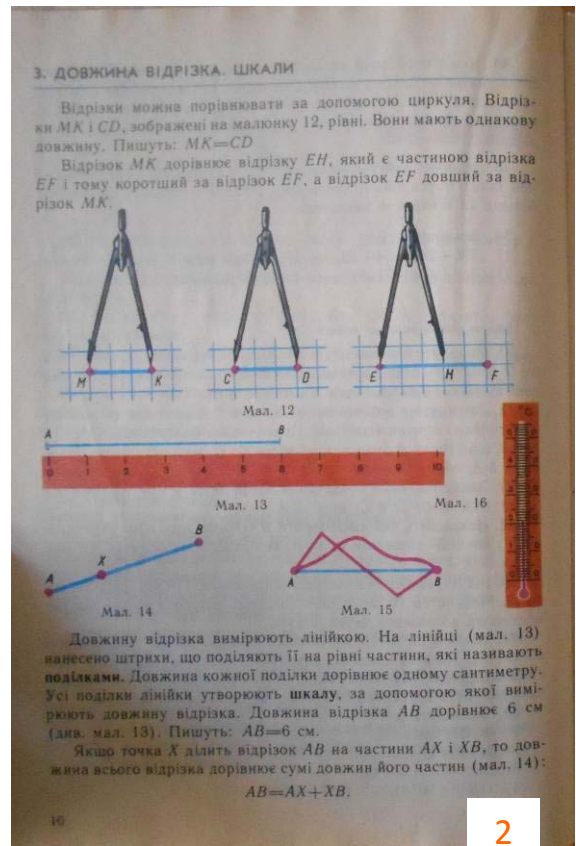 3. ДОВЖИНА ВІДРІЗКА. ШКАЛИ
Відрізки можна порівнювати за допомогою циркуля. Відріз-
ки MK і CD, зображені на малюнку 12, рівні. Вони мають однакову
довжину. Пишуть: MK=CD
Відрізок MK дорівнює відрізку EH, який є частиною відрізка
EF і тому коротший за відрізок EF, а відрізок EF довший за від-
різок MK.
M K C D E H F
Мал. 12
A B
0 1 2 3 4 5 6 7 8 9 10
Мал. 13
Мал. 16
°C
A X B
Мал. 14
A B
Мал. 15
Довжину відрізка вимірюють лінійкою. На лінійці (мал. 13)
нанесено штрихи, що поділяють її на рівні частини, які називають
поділками. Довжина кожної поділки дорівнює одному сантиметру.
Усі поділки лінійки утворюють шкалу, за допомогою якої вимі-
рюють довжину відрізка. Довжина відрізка AB дорівнює 6 см
(див. мал. 13). Пишуть: AB=6 см.
Якщо точка X ділить відрізок AB на частини AX і XB, то дов-
жина всього відрізка дорівнює сумі довжин його частин (мал. 14):
AB=AX+XB.
10
2